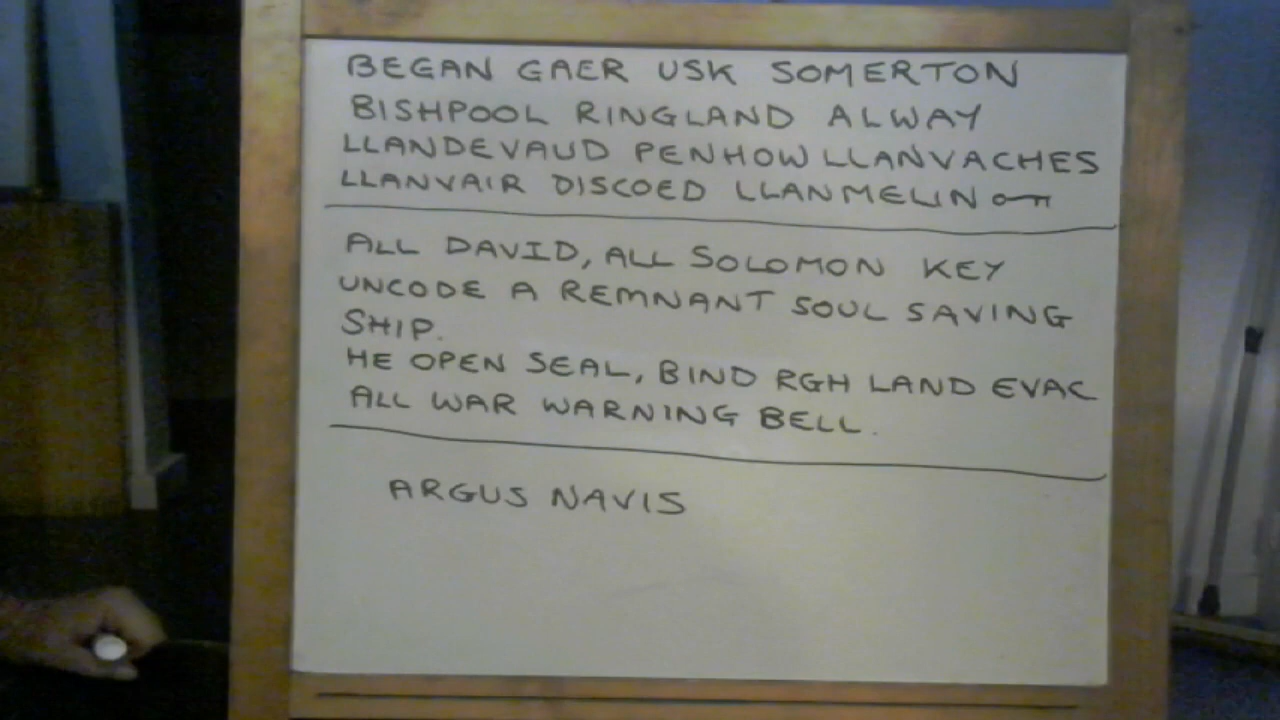 BEGAN GAER USK SOMERTON
BISHPOOL RINGLAND ALWAY
LLANDEVAUD PENHOW LLANVACHES
LLANVAIR DISCOED LLANMELIN
ALL DAVID, ALL SOLOMON KEY
UNCODE A REMNANT SOUL SAVING
SHIP.
HE OPEN SEAL, BIND RGH LAND EVAC
ALL WAR WARNING BELL.
ARGUS NAVIS